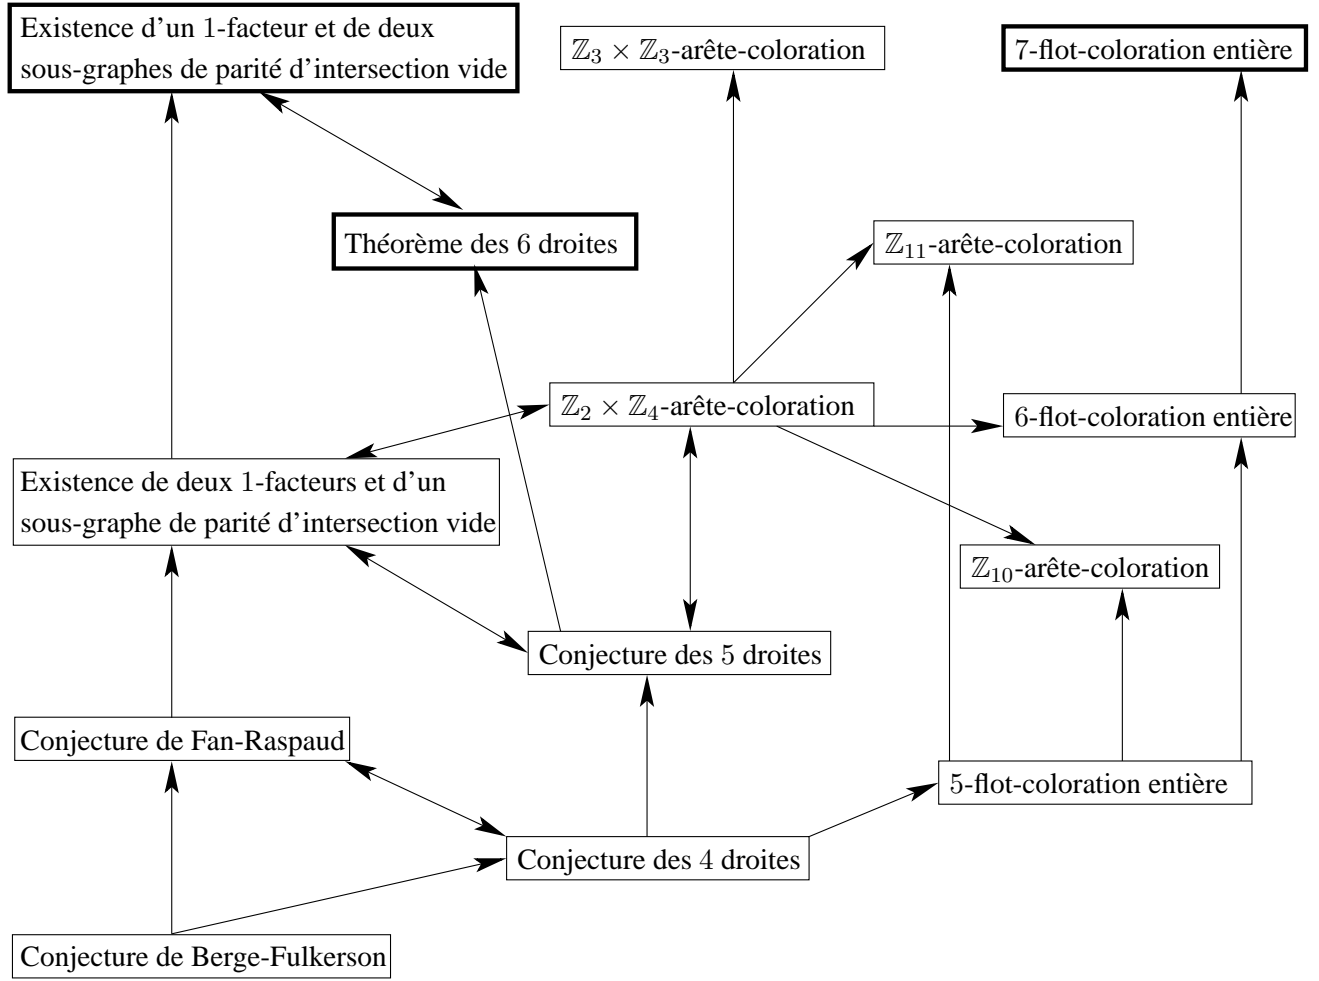 Existence d'un 1-facteur et de deux
sous-graphes de parité d'intersection vide
ℤ₃ × ℤ₃-arête-coloration
7-flot-coloration entière
Théorème des 6 droites
ℤ₁₁-arête-coloration
ℤ₂ × ℤ₄-arête-coloration
6-flot-coloration entière
Existence de deux 1-facteurs et d'un
sous-graphe de parité d'intersection vide
ℤ₁₀-arête-coloration
Conjecture des 5 droites
Conjecture de Fan-Raspaud
5-flot-coloration entière
Conjecture des 4 droites
Conjecture de Berge-Fulkerson